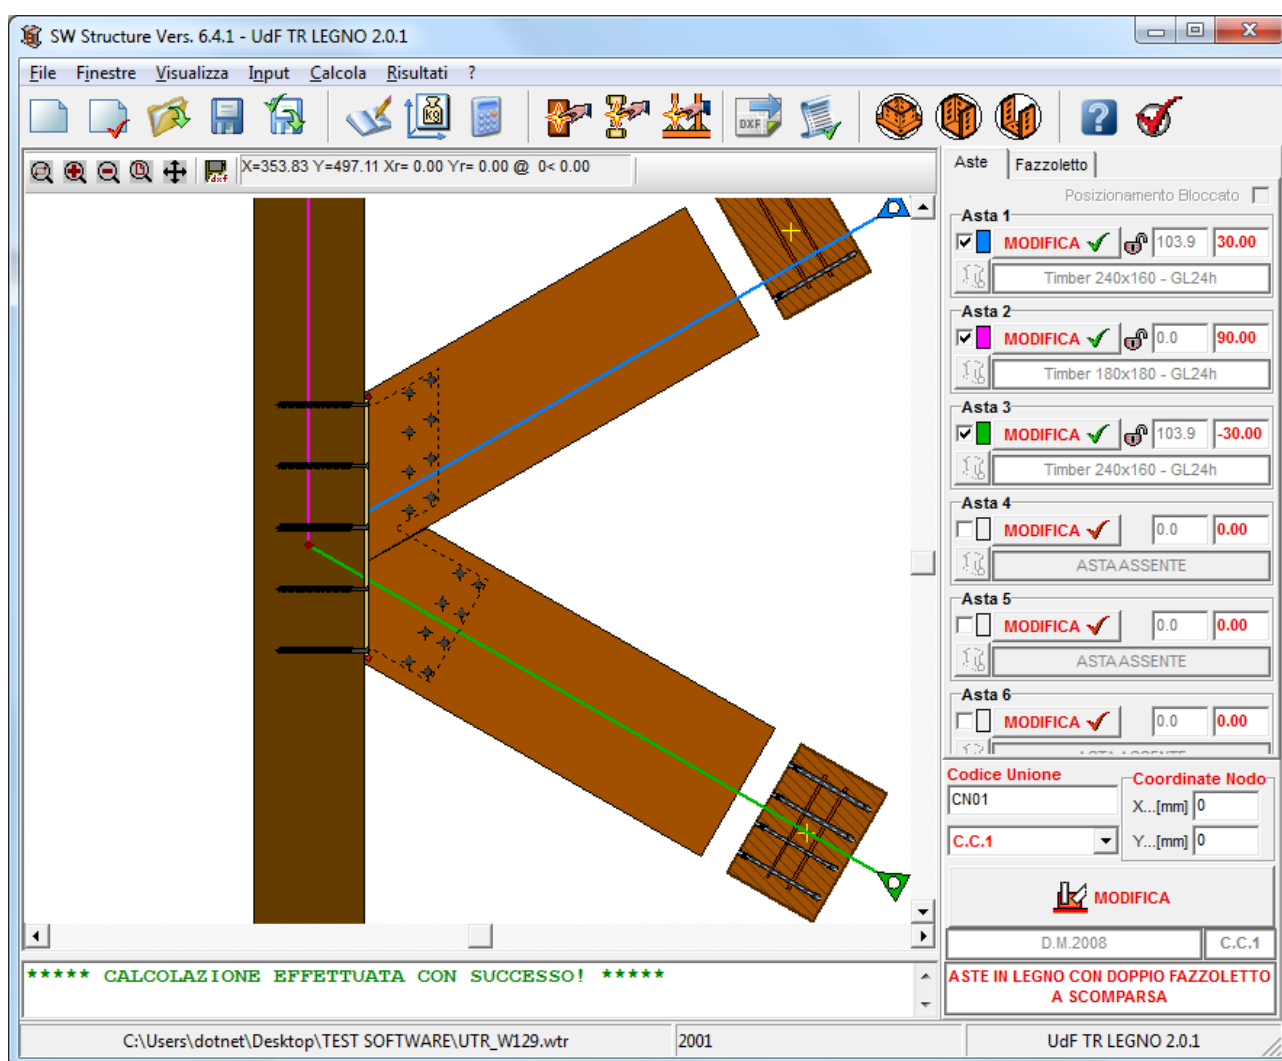 SW Structure Vers. 6.4.1 - UdF TR LEGNO 2.0.1
File Finestre Visualizza Input Calcola Risultati ?
KG
DXF
dxf
X=353.83 Y=497.11 Xr= 0.00 Yr= 0.00 @ 0< 0.00
Aste Fazzoletto
Posizionamento Bloccato
Asta 1
MODIFICA 103.9 30.00
Timber 240x160 - GL24h
Asta 2
MODIFICA 0.0 90.00
Timber 180x180 - GL24h
Asta 3
MODIFICA 103.9 -30.00
Timber 240x160 - GL24h
Asta 4
MODIFICA 0.0 0.00
ASTA ASSENTE
Asta 5
MODIFICA 0.0 0.00
ASTA ASSENTE
Asta 6
MODIFICA 0.0 0.00
ASTA ASSENTE
Codice Unione
CN01
C.C.1
Coordinate Nodo
X...[mm] 0
Y...[mm] 0
MODIFICA
D.M.2008 C.C.1
ASTE IN LEGNO CON DOPPIO FAZZOLETTO
A SCOMPARSA
***** CALCOLAZIONE EFFETTUATA CON SUCCESSO! *****
C:\Users\dotnet\Desktop\TEST SOFTWARE\UTR_W129.wtr 2001 UdF TR LEGNO 2.0.1